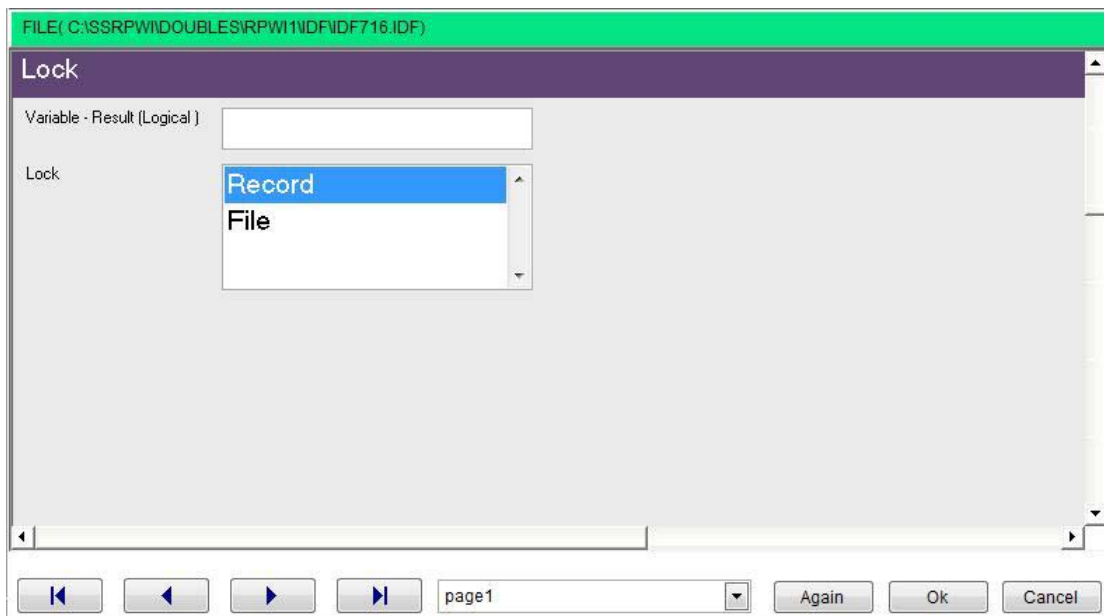 FILE( C:\SSRPWI\DOUBLES\RPWI1\IDF\IDF716.IDF)
Lock
Variable - Result (Logical )
Lock
Record
File
page1
Again
Ok
Cancel